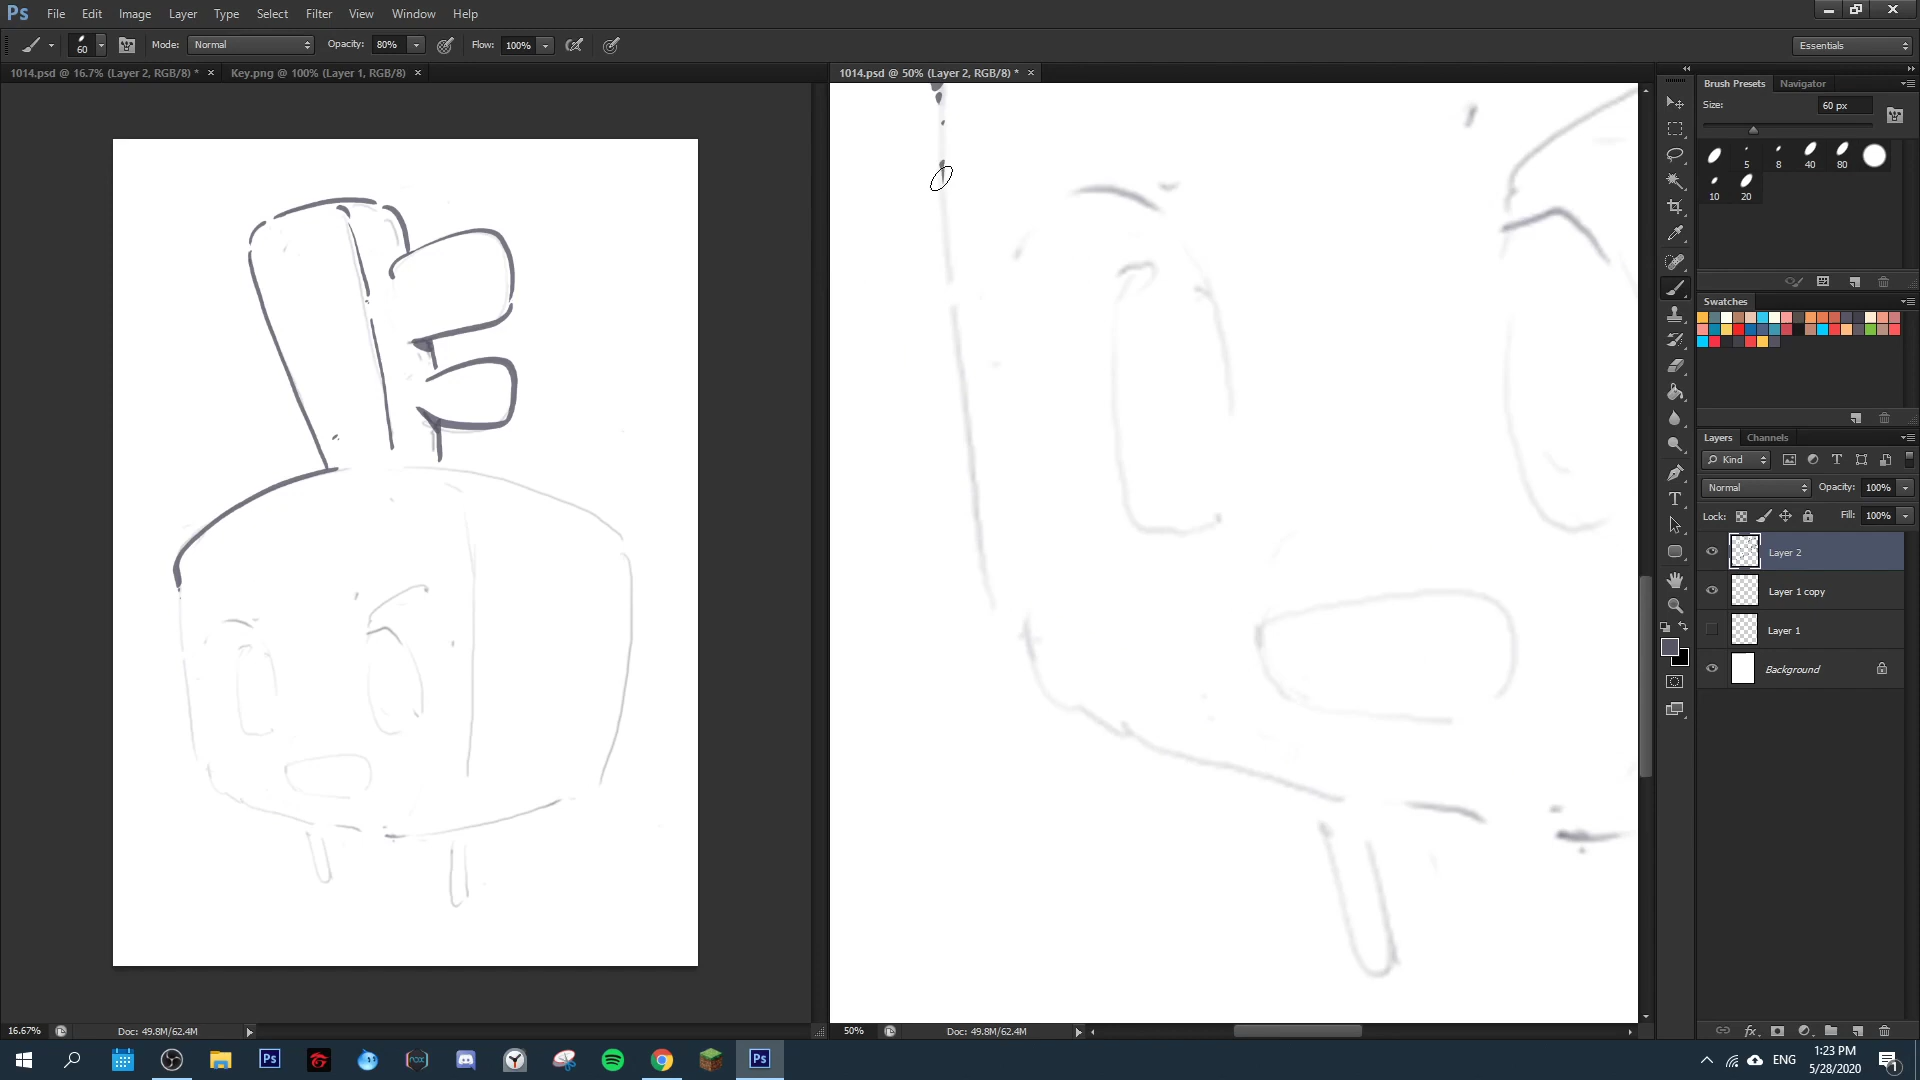 Ps File Edit Image Layer Type Select Filter Extract View Window Help
60 Mode: Normal Opacity: 80% Flow: 100% Essentials
1014.psd @ 16.7% (Layer 2, RGB/8) * × Key.png @ 100% (Layer 1, RGB/8) × 1014.psd @ 50% (Layer 2, RGB/8) * ×
Brush Presets Navigator
Size: 60 px
5 8 40 80
10 20
Swatches
Layers Channels
Kind
Normal Opacity: 100%
Lock: Fill: 100%
Layer 2
Layer 1 copy
Layer 1
Background
16.67% Doc: 49.8M/62.4M 50% Doc: 49.8M/62.4M
ENG 1:23 PM
5/28/2020
1